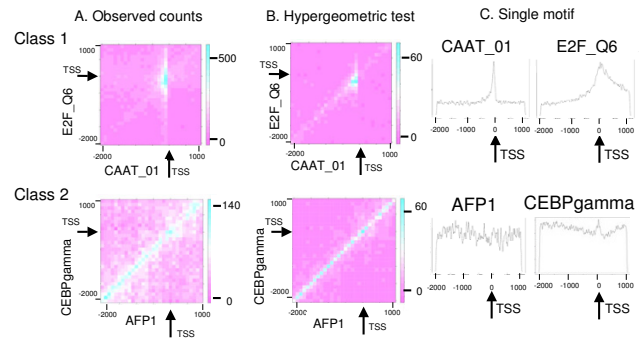 A. Observed counts
B. Hypergeometric test
C. Single motif
Class 1
1000
TSS
E2F_Q6
-2000
-2000
1000
CAAT_01
TSS
500
0
1000
TSS
E2F_Q6
-2000
-2000
1000
CAAT_01
TSS
60
0
CAAT_01
-2000
-1000
0
1000
TSS
E2F_Q6
-2000
-1000
0
1000
TSS
Class 2
1000
TSS
CEBPgamma
-2000
-2000
1000
AFP1
TSS
140
0
1000
TSS
CEBPgamma
-2000
-2000
1000
AFP1
TSS
60
0
AFP1
-2000
-1000
0
1000
TSS
CEBPgamma
-2000
-1000
0
1000
TSS